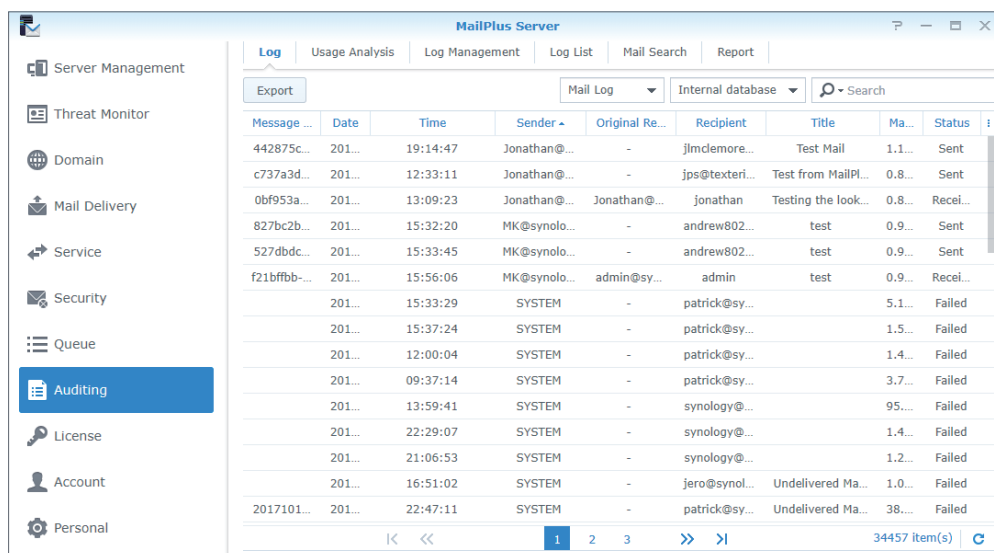 MailPlus Server
Server Management
Threat Monitor
Domain
Mail Delivery
Service
Security
Queue
Auditing
License
Account
Personal
Log Usage Analysis Log Management Log List Mail Search Report
Export Mail Log Internal database Search
Message ... Date Time Sender Original Re... Recipient Title Ma... Status
442875c... 201... 19:14:47 Jonathan@... - jlmclemore... Test Mail 1.1... Sent
c737a3d... 201... 12:33:11 Jonathan@... - jps@texteri... Test from MailPl... 0.8... Sent
0bf953a... 201... 13:09:23 Jonathan@... Jonathan@... jonathan Testing the look... 0.8... Recei...
827bc2b... 201... 15:32:20 MK@synolo... - andrew802... test 0.9... Sent
527bdbc... 201... 15:33:45 MK@synolo... - andrew802... test 0.9... Sent
f21bffbb-... 201... 15:56:06 MK@synolo... admin@sy... admin test 0.9... Recei...
201... 15:33:29 SYSTEM - patrick@sy... 5.1... Failed
201... 15:37:24 SYSTEM - patrick@sy... 1.5... Failed
201... 12:00:04 SYSTEM - patrick@sy... 1.4... Failed
201... 09:37:14 SYSTEM - patrick@sy... 3.7... Failed
201... 13:59:41 SYSTEM - synology@... 95.... Failed
201... 22:29:07 SYSTEM - synology@... 1.4... Failed
201... 21:06:53 SYSTEM - synology@... 1.2... Failed
201... 16:51:02 SYSTEM - jero@synol... Undelivered Ma... 1.0... Failed
2017101... 201... 22:47:11 SYSTEM - patrick@sy... Undelivered Ma... 38.... Failed
1 2 3 34457 item(s)